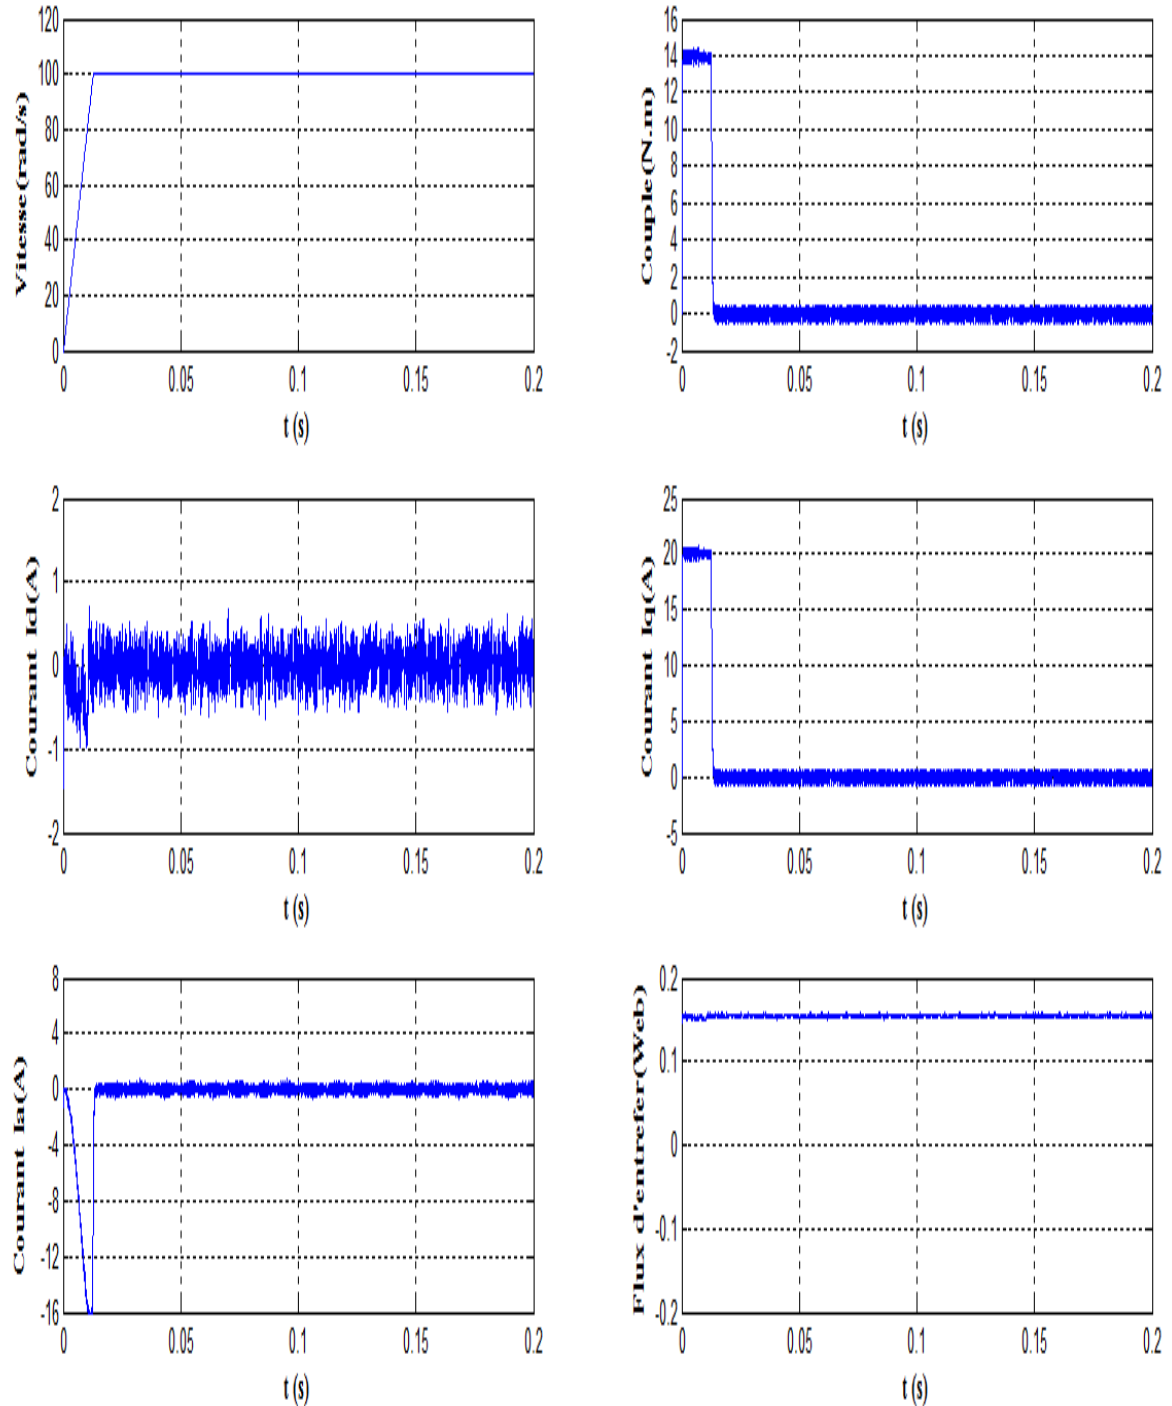 120
100
80
60
40
20
0
Vitesse(rad/s)
0 0.05 0.1 0.15 0.2
t (s)
16
14
12
10
8
6
4
2
0
-2
Couple(N.m)
0 0.05 0.1 0.15 0.2
t (s)
2
1
0
-1
-2
Courant Id(A)
0 0.05 0.1 0.15 0.2
t (s)
25
20
15
10
5
0
-5
Courant Iq(A)
0 0.05 0.1 0.15 0.2
t (s)
8
4
0
-4
-8
-12
-16
Courant Ia(A)
0 0.05 0.1 0.15 0.2
t (s)
0.2
0.1
0
-0.1
-0.2
Flux d'entrefer(Web)
0 0.05 0.1 0.15 0.2
t (s)